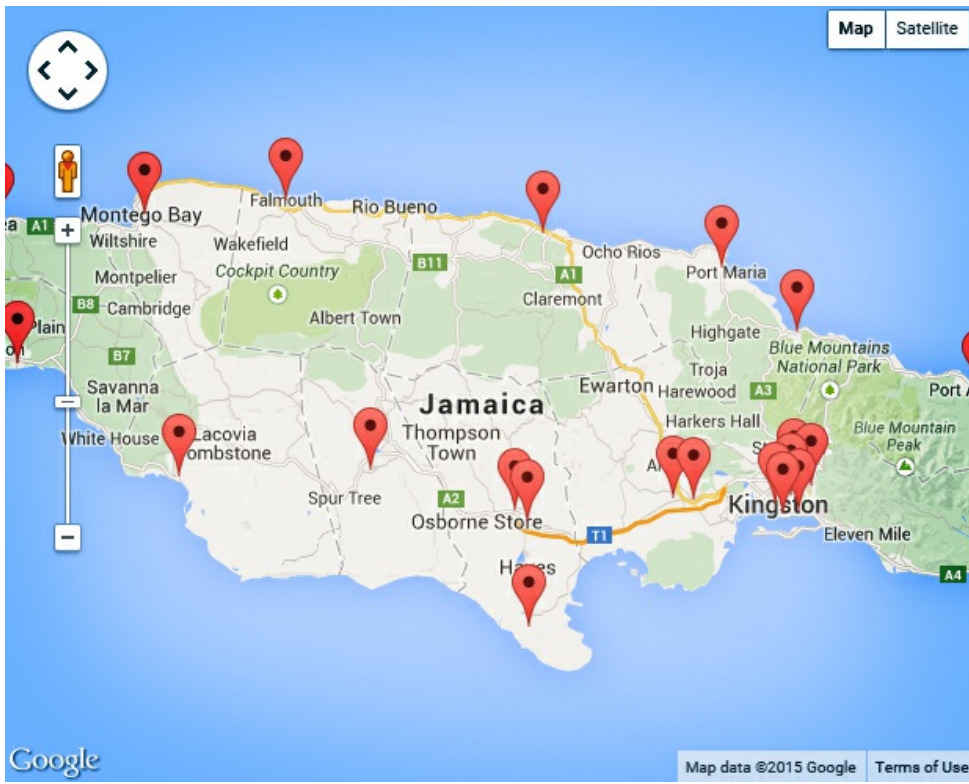 Map Satellite
Falmouth
Rio Bueno
A1
Montego Bay
Wiltshire
Wakefield
Ocho Rios
Cockpit Country
B11
A1
Port Maria
Montpelier
Claremont
B8
Cambridge
Albert Town
Plain
Highgate
Blue Mountains
National Park
B7
Troja
Savanna
la Mar
Ewarton
Harewood
A3
Jamaica
Harkers Hall
White House
Lacovia
Thompson
Town
Blue Mountain
Peak
Spur Tree
A2
Osborne Store
Kingston
T1
Eleven Mile
A4
Google
Map data ©2015 Google Terms of Use